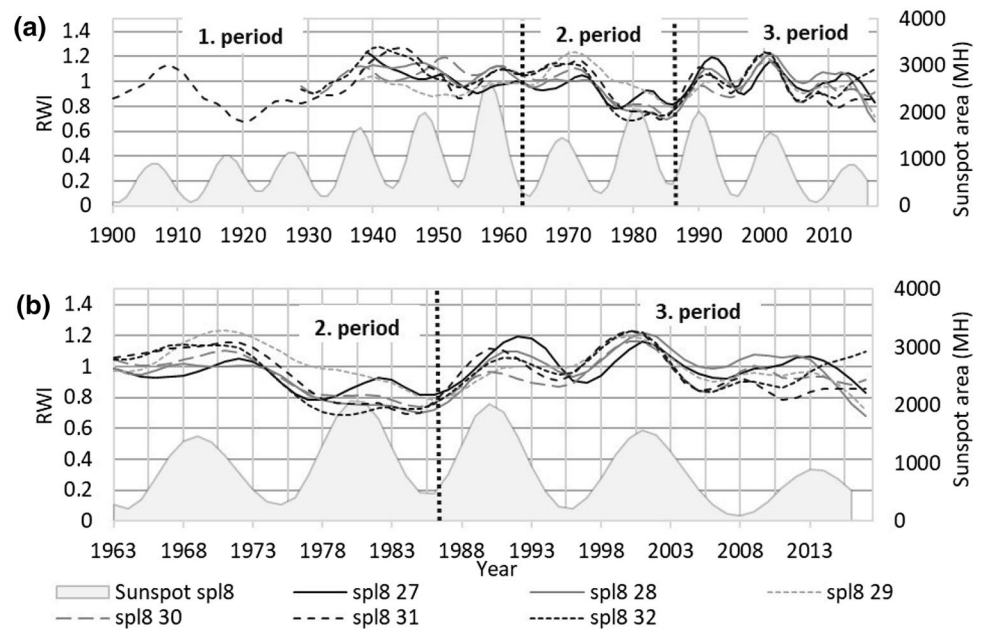 (a)
1. period 2. period 3. period
1.4
1.2
1
0.8
0.6
0.4
0.2
0
RWI
4000
3000
2000
1000
0
Sunspot area (MH)
1900 1910 1920 1930 1940 1950 1960 1970 1980 1990 2000 2010
(b)
2. period 3. period
1.4
1.2
1
0.8
0.6
0.4
0.2
0
RWI
4000
3000
2000
1000
0
Sunspot area (MH)
1963 1968 1973 1978 1983 1988 1993 1998 2003 2008 2013
Year
Sunspot spl8 spl8 27 spl8 28 spl8 29
spl8 30 spl8 31 spl8 32